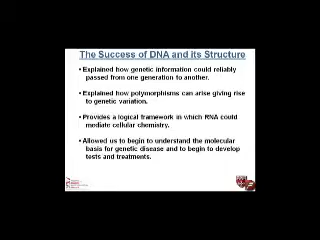 The Success of DNA and its Structure
• Explained how genetic information could reliably
passed from one generation to another.
• Explained how polymorphisms can arise giving rise
to genetic variation.
• Provides a logical framework in which RNA could
mediate cellular chemistry.
• Allowed us to begin to understand the molecular
basis for genetic disease and to begin to develop
tests and treatments.